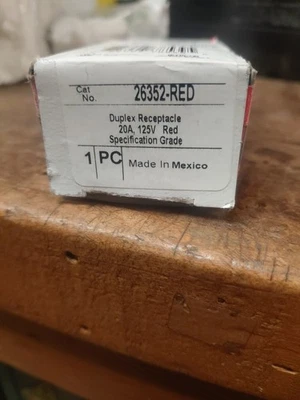 Cat No. 26352-RED
Duplex Receptacle
20A, 125V Red
Specification Grade
1 PC Made In Mexico